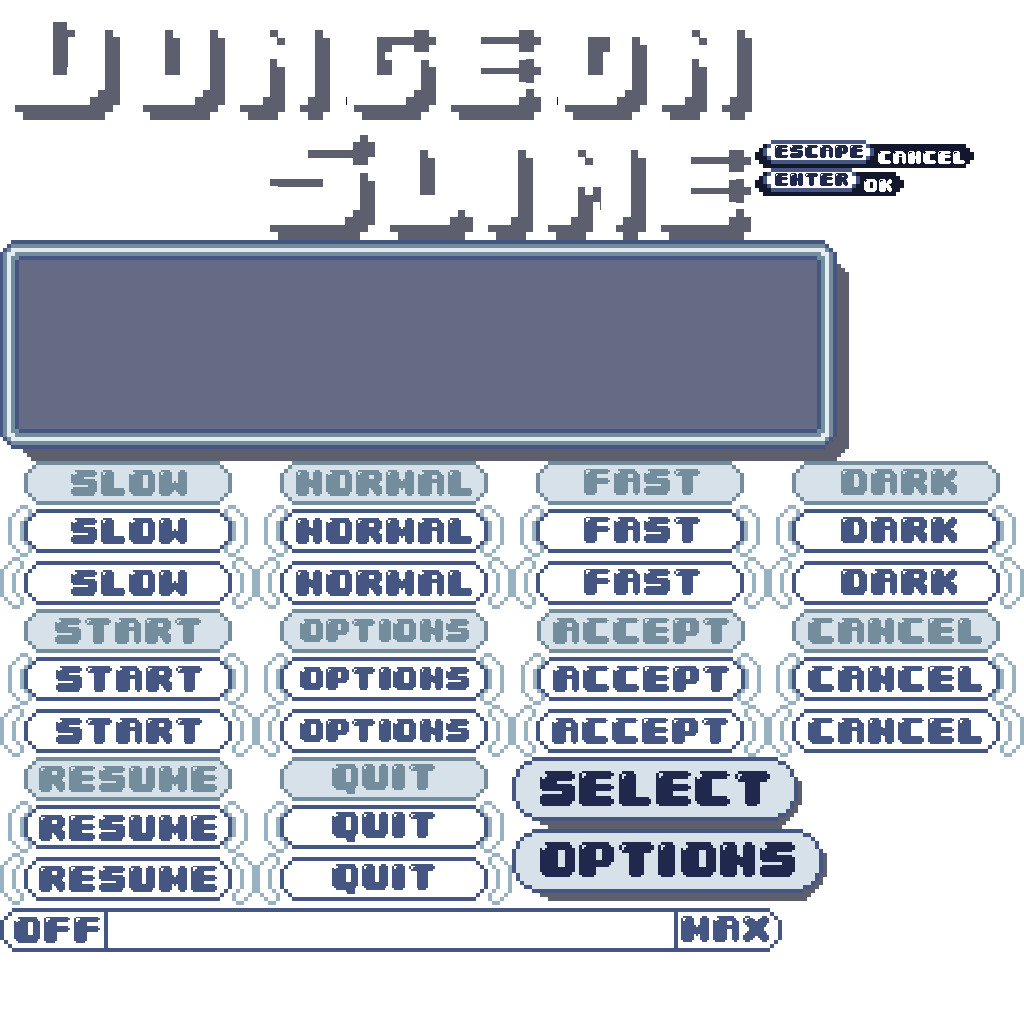 DUNGEON
SLIME
ESCAPE CANCEL
ENTER OK
SLOW NORMAL FAST DARK
SLOW NORMAL FAST DARK
SLOW NORMAL FAST DARK
START OPTIONS ACCEPT CANCEL
START OPTIONS ACCEPT CANCEL
START OPTIONS ACCEPT CANCEL
RESUME QUIT SELECT
RESUME QUIT OPTIONS
RESUME QUIT
OFF MAX